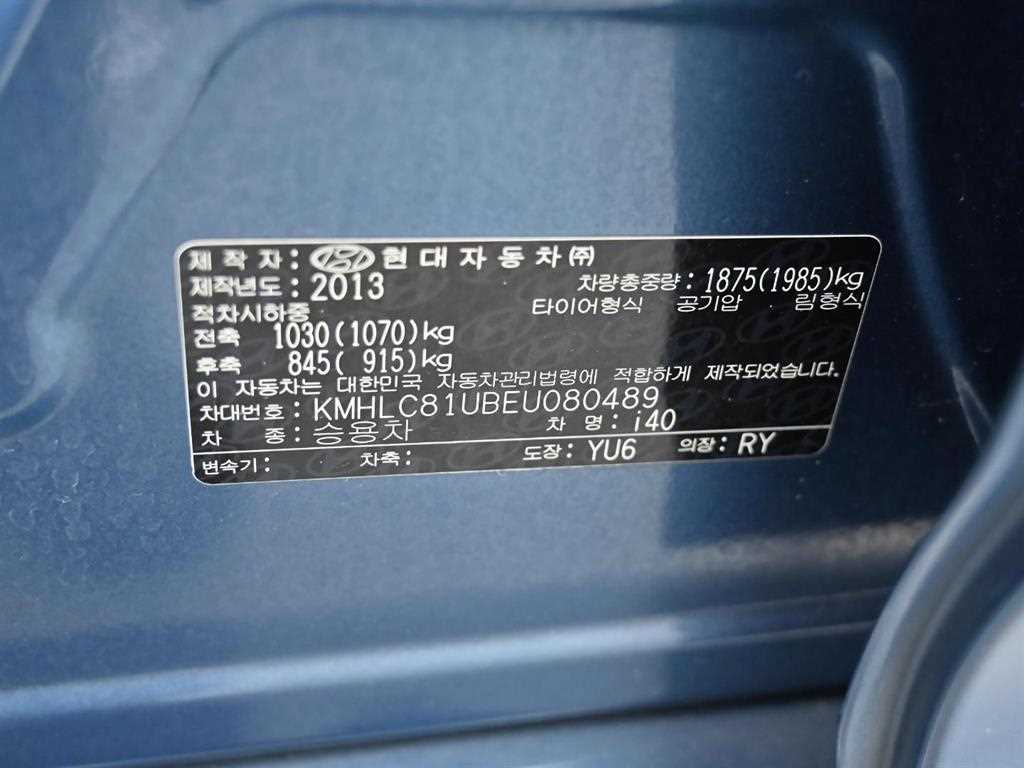 제 작 자 : 현 대 자 동 차 ㈜
제작년도 : 2013 차량총중량 : 1875(1985)kg
적차시하중 타이어형식 공기압 림형식
전축 1030(1070)kg
후축 845( 915)kg
이 자동차는 대한민국 자동차관리법령에 적합하게 제작되었습니다.
차대번호 : KMHLC81UBEU080489
차 종 : 승용차 차 명 : i40
변속기 : 차축 : 도장 : YU6 의장 : RY